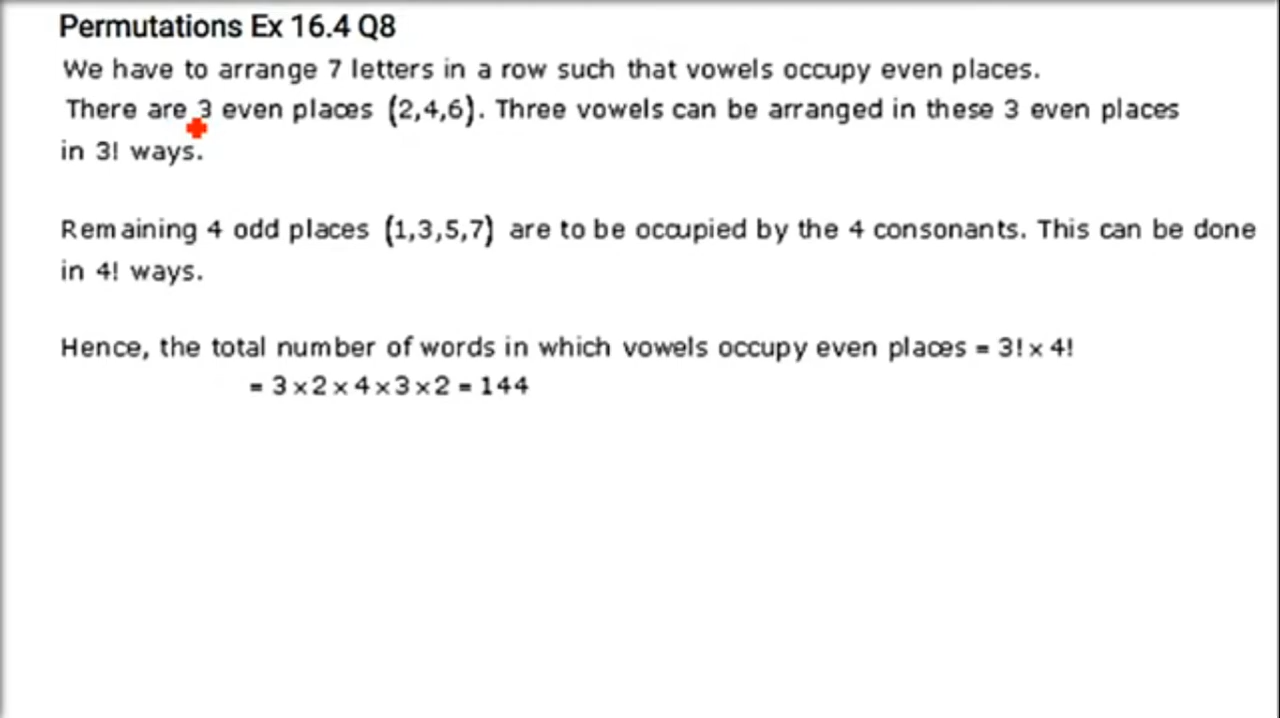 Permutations Ex 16.4 Q8
We have to arrange 7 letters in a row such that vowels occupy even places.
There are 3 even places (2,4,6). Three vowels can be arranged in these 3 even places
in 3! ways.
Remaining 4 odd places (1,3,5,7) are to be occupied by the 4 consonants. This can be done
in 4! ways.
Hence, the total number of words in which vowels occupy even places = 3! × 4!
= 3 × 2 × 4 × 3 × 2 = 144